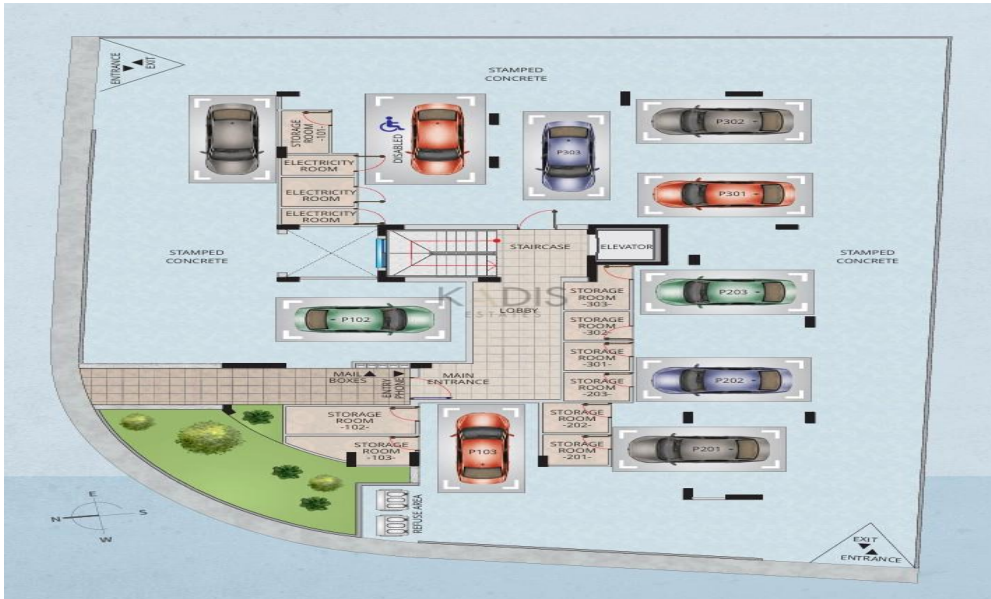 ENTRANCE
EXIT
STAMPED
CONCRETE
STORAGE
ROOM
-101-
DISABLED
P303
P302
ELECTRICITY
ROOM
ELECTRICITY
ROOM
ELECTRICITY
ROOM
P301
STAMPED
CONCRETE
STAIRCASE
ELEVATOR
STAMPED
CONCRETE
KADIS
ESTATES
LOBBY
STORAGE
ROOM
-303-
P203
P102
STORAGE
ROOM
-302-
STORAGE
ROOM
-301-
MAIL
BOXES
ENTRY
PHONE
MAIN
ENTRANCE
STORAGE
ROOM
-203-
P202
STORAGE
ROOM
-102-
STORAGE
ROOM
-202-
STORAGE
ROOM
-103-
P103
STORAGE
ROOM
-201-
P201
REFUSE AREA
E
N
S
W
EXIT
ENTRANCE